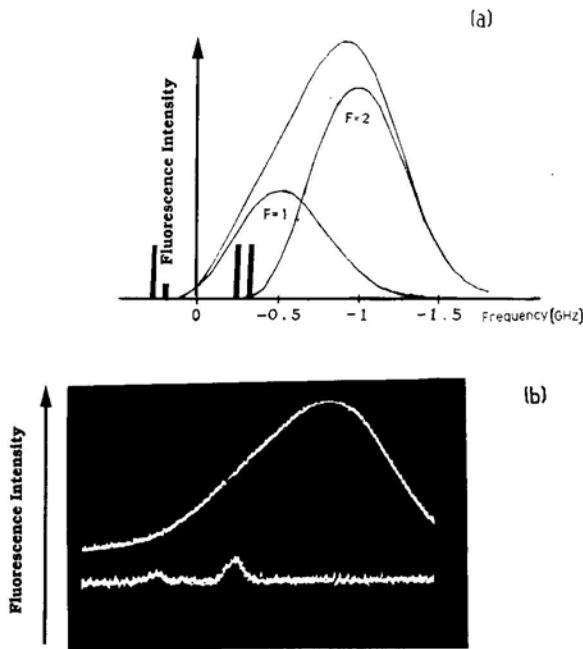 (a)
Fluorescence Intensity
F=2
F=1
0 -0.5 -1 -1.5 Frequency(GHz)
(b)
Fluorescence Intensity